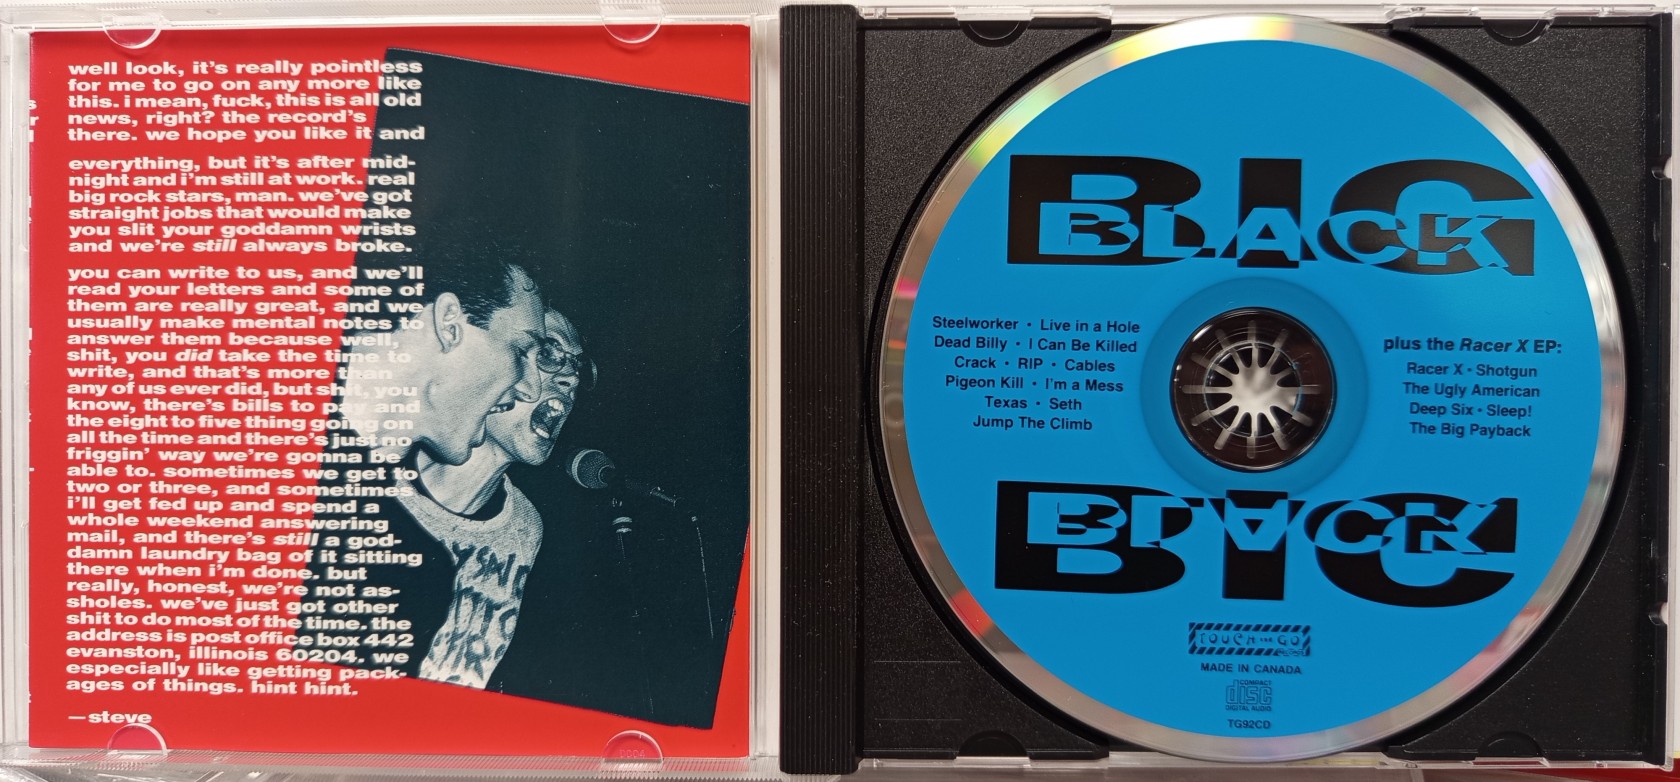 well look, it's really pointless
for me to go on any more like
this. i mean, fuck, this is all old
news, right? the record's
there. we hope you like it and
everything, but it's after mid-
night and i'm still at work. real
big rock stars, man. we've got
straight jobs that would make
you slit your goddamn wrists
and we're still always broke.
you can write to us, and we'll
read your letters and some of
them are really great, and we
usually make mental notes to
answer them because well,
shit, you did take the time to
write, and that's more than
any of us ever did, but shit, you
know, there's bills to pay and
the eight to five thing going on
all the time and there's just no
friggin' way we're gonna be
able to. sometimes we get to
two or three, and sometimes
i'll get fed up and spend a
whole weekend answering
mail, and there's still a god-
damn laundry bag of it sitting
there when i'm done. but
really, honest, we're not as-
sholes. we've just got other
shit to do most of the time. the
address is post office box 442
evanston, illinois 60204. we
especially like getting pack-
ages of things. hint hint.
—steve
BIG
BLACK
Steelworker • Live in a Hole
Dead Billy • I Can Be Killed
Crack • RIP • Cables
Pigeon Kill • I'm a Mess
Texas • Seth
Jump The Climb
plus the Racer X EP:
Racer X • Shotgun
The Ugly American
Deep Six • Sleep!
The Big Payback
BLACK
BIG
TOUCH AND GO
MADE IN CANADA
COMPACT
disc
DIGITAL AUDIO
TG92CD